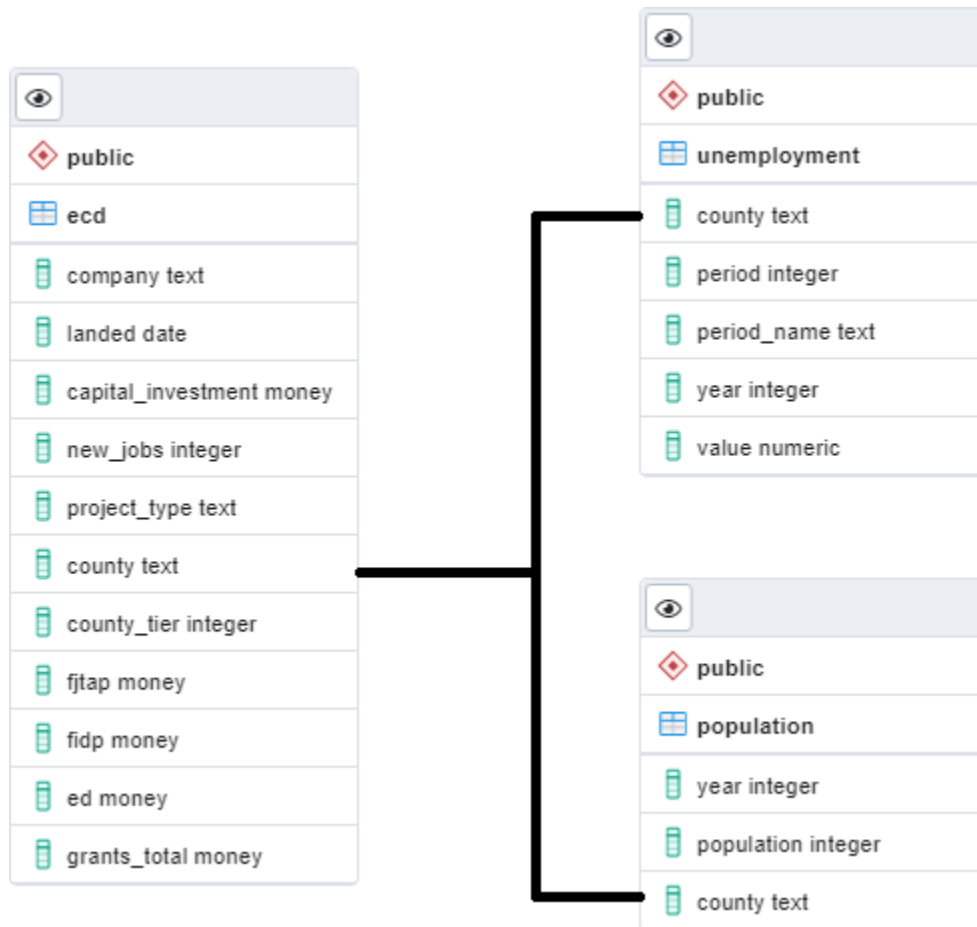 public
ecd
company text
landed date
capital_investment money
new_jobs integer
project_type text
county text
county_tier integer
fjtap money
fidp money
ed money
grants_total money
public
unemployment
county text
period integer
period_name text
year integer
value numeric
public
population
year integer
population integer
county text